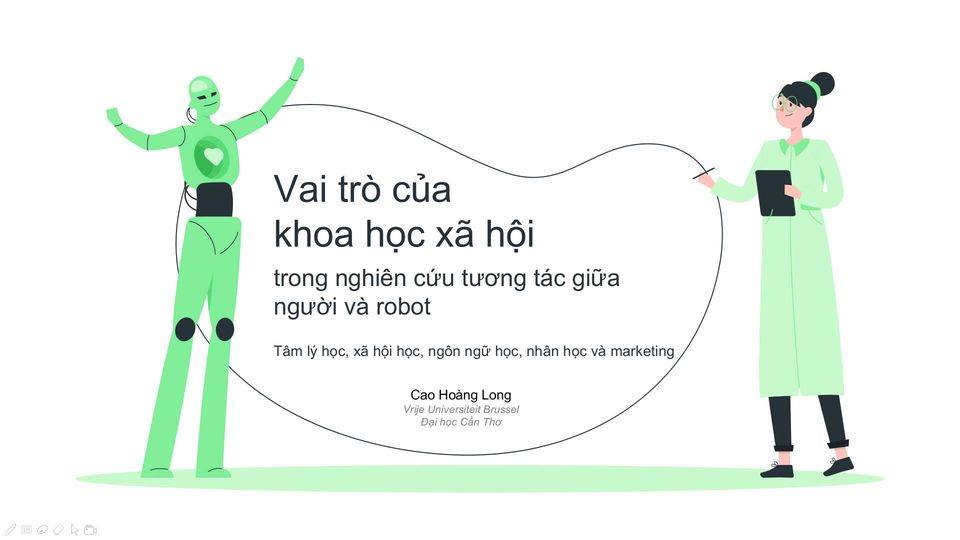 Vai trò của
khoa học xã hội
trong nghiên cứu tương tác giữa
người và robot
Tâm lý học, xã hội học, ngôn ngữ học, nhân học và marketing
Cao Hoàng Long
Vrije Universiteit Brussel
Đại học Cần Thơ